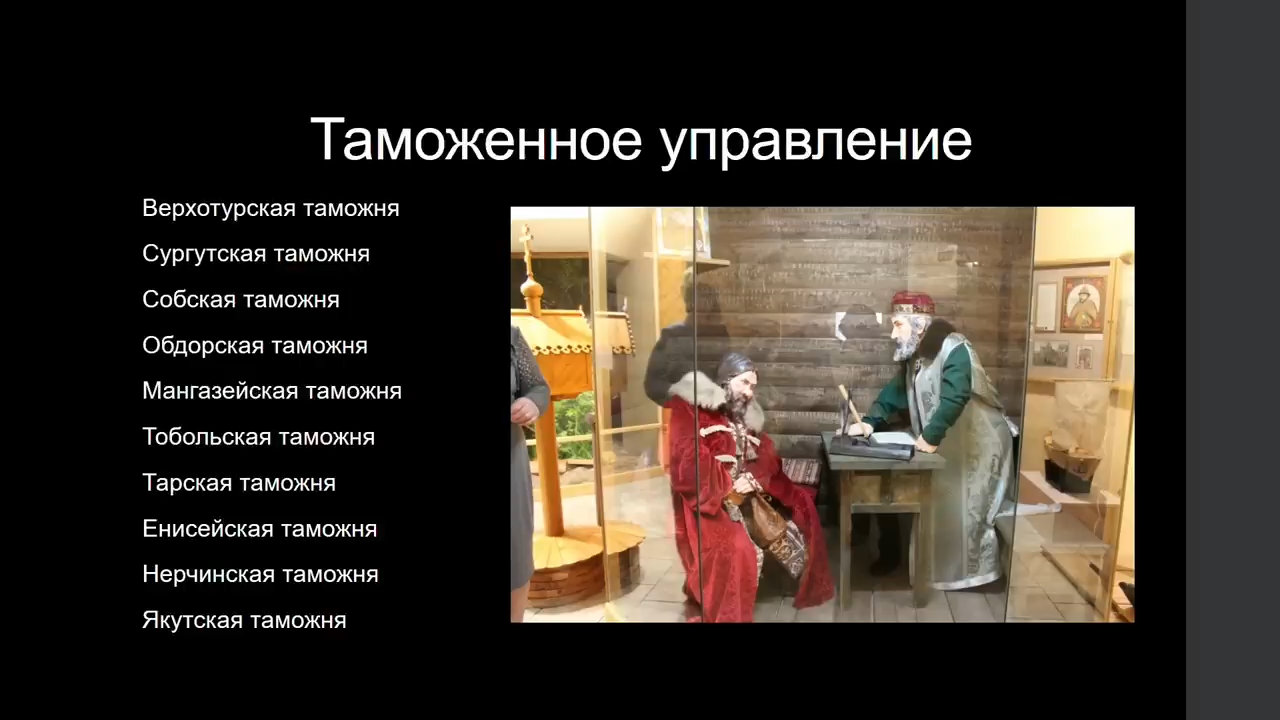 Таможенное управление
Верхотурская таможня
Сургутская таможня
Собская таможня
Обдорская таможня
Мангазейская таможня
Тобольская таможня
Тарская таможня
Енисейская таможня
Нерчинская таможня
Якутская таможня